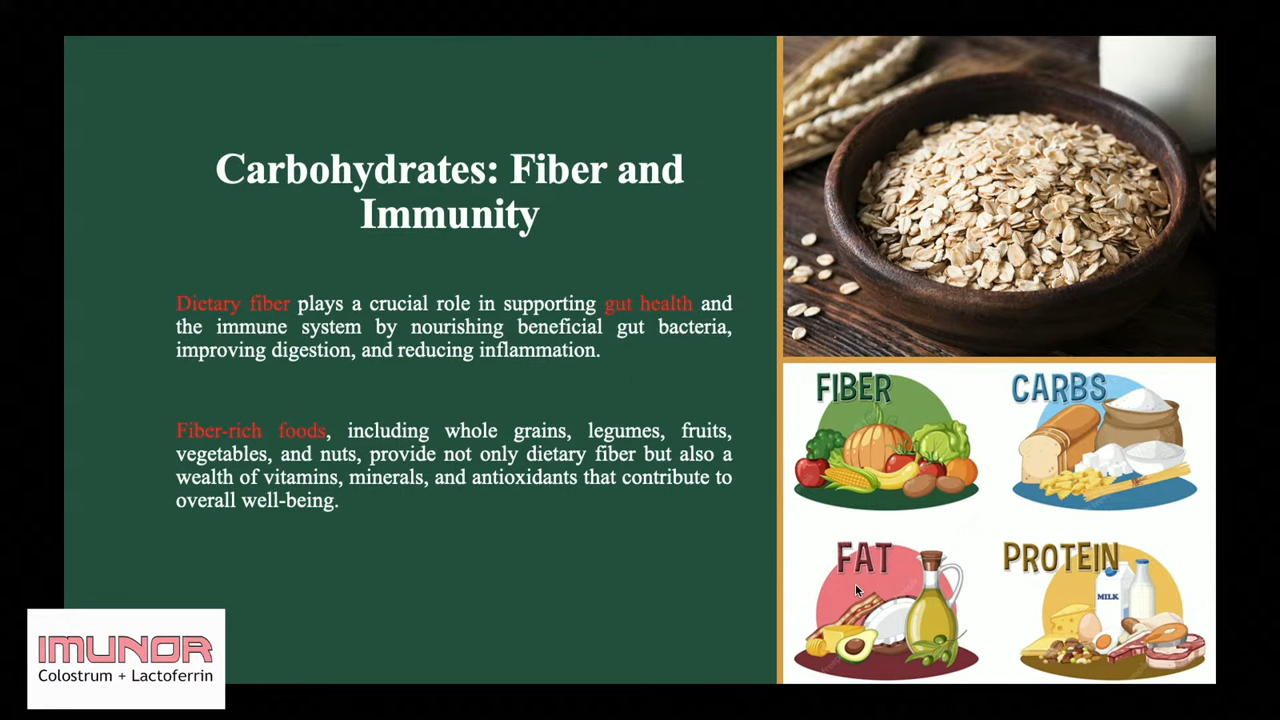 Carbohydrates: Fiber and
Immunity
Dietary fiber plays a crucial role in supporting gut health and
the immune system by nourishing beneficial gut bacteria,
improving digestion, and reducing inflammation.
Fiber-rich foods, including whole grains, legumes, fruits,
vegetables, and nuts, provide not only dietary fiber but also a
wealth of vitamins, minerals, and antioxidants that contribute to
overall well-being.
FIBER
CARBS
FAT
PROTEIN
MILK
IMUNOR
Colostrum + Lactoferrin